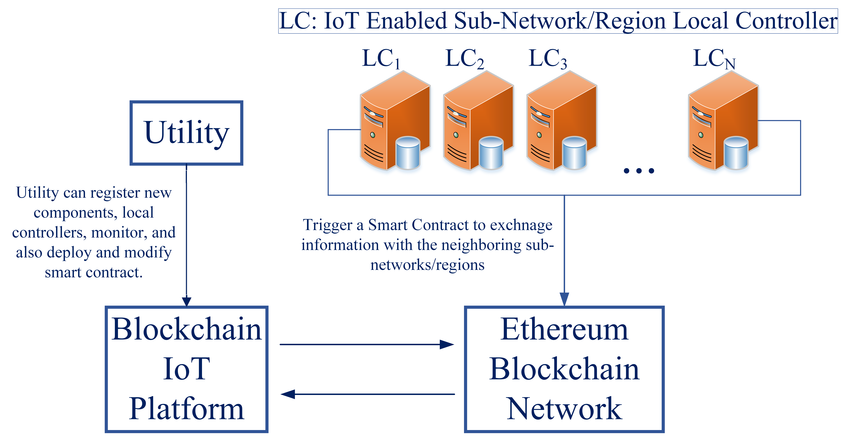 LC: IoT Enabled Sub-Network/Region Local Controller
LC1 LC2 LC3 LCN
...
Utility
Utility can register new
components, local
controllers, monitor, and
also deploy and modify
smart contract.
Trigger a Smart Contract to exchnage
information with the neighboring sub-
networks/regions
Blockchain
IoT
Platform
Ethereum
Blockchain
Network